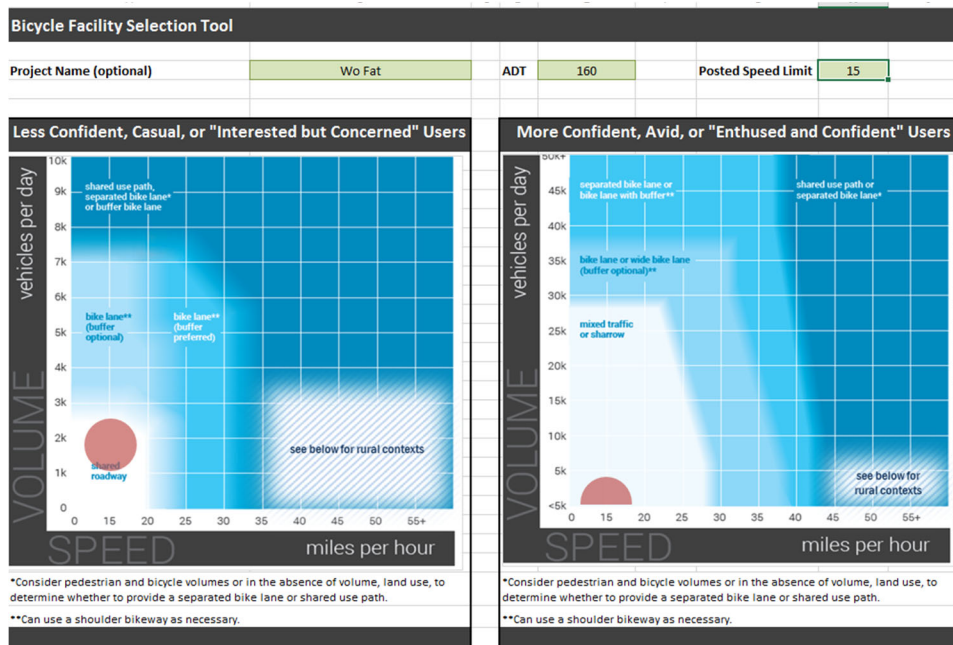 Bicycle Facility Selection Tool
Project Name (optional) Wo Fat ADT 160 Posted Speed Limit 15
Less Confident, Casual, or "Interested but Concerned" Users
vehicles per day
VOLUME
10k
9k
8k
7k
6k
5k
4k
3k
2k
1k
0
shared use path,
separated bike lane*
or buffer bike lane
bike lane**
(buffer
optional)
bike lane**
(buffer
preferred)
shared
roadway
see below for rural contexts
0 15 20 25 30 35 40 45 50 55+
SPEED miles per hour
*Consider pedestrian and bicycle volumes or in the absence of volume, land use, to
determine whether to provide a separated bike lane or shared use path.
**Can use a shoulder bikeway as necessary.
More Confident, Avid, or "Enthused and Confident" Users
vehicles per day
VOLUME
50k+
45k
40k
35k
30k
25k
20k
15k
10k
5k
<5k
separated bike lane or
bike lane with buffer**
shared use path or
separated bike lane*
bike lane or wide bike lane
(buffer optional)**
mixed traffic
or sharrow
see below for
rural contexts
0 15 20 25 30 35 40 45 50 55+
SPEED miles per hour
*Consider pedestrian and bicycle volumes or in the absence of volume, land use, to
determine whether to provide a separated bike lane or shared use path.
**Can use a shoulder bikeway as necessary.